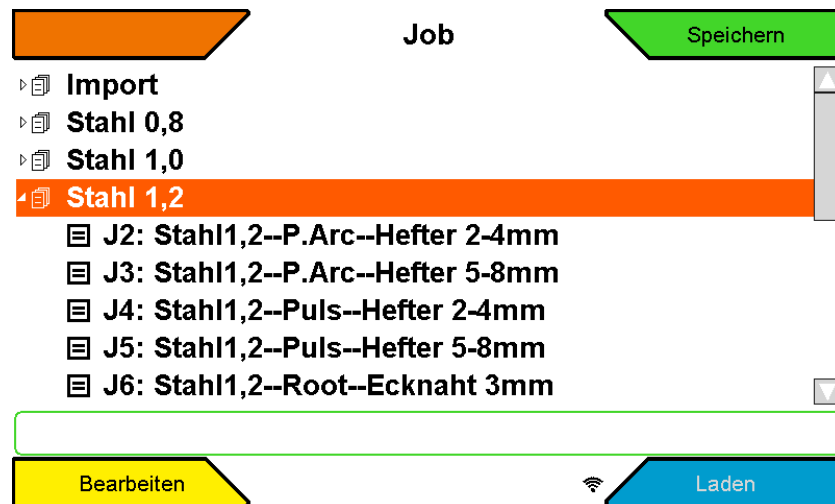 Job
Speichern
Import
Stahl 0,8
Stahl 1,0
Stahl 1,2
J2: Stahl1,2--P.Arc--Hefter 2-4mm
J3: Stahl1,2--P.Arc--Hefter 5-8mm
J4: Stahl1,2--Puls--Hefter 2-4mm
J5: Stahl1,2--Puls--Hefter 5-8mm
J6: Stahl1,2--Root--Ecknaht 3mm
Bearbeiten
Laden